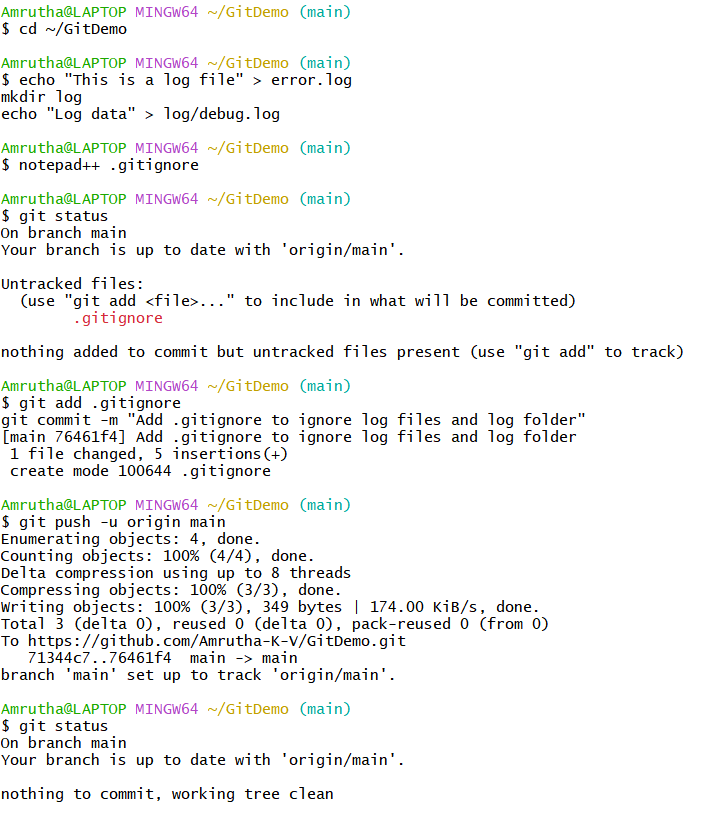 Amrutha@LAPTOP MINGW64 ~/GitDemo (main)
$ cd ~/GitDemo

Amrutha@LAPTOP MINGW64 ~/GitDemo (main)
$ echo "This is a log file" > error.log
mkdir log
echo "Log data" > log/debug.log

Amrutha@LAPTOP MINGW64 ~/GitDemo (main)
$ notepad++ .gitignore

Amrutha@LAPTOP MINGW64 ~/GitDemo (main)
$ git status
On branch main
Your branch is up to date with 'origin/main'.

Untracked files:
  (use "git add <file>..." to include in what will be committed)
        .gitignore

nothing added to commit but untracked files present (use "git add" to track)

Amrutha@LAPTOP MINGW64 ~/GitDemo (main)
$ git add .gitignore
git commit -m "Add .gitignore to ignore log files and log folder"
[main 76461f4] Add .gitignore to ignore log files and log folder
 1 file changed, 5 insertions(+)
 create mode 100644 .gitignore

Amrutha@LAPTOP MINGW64 ~/GitDemo (main)
$ git push -u origin main
Enumerating objects: 4, done.
Counting objects: 100% (4/4), done.
Delta compression using up to 8 threads
Compressing objects: 100% (3/3), done.
Writing objects: 100% (3/3), 349 bytes | 174.00 KiB/s, done.
Total 3 (delta 0), reused 0 (delta 0), pack-reused 0 (from 0)
To https://github.com/Amrutha-K-V/GitDemo.git
   71344c7..76461f4  main -> main
branch 'main' set up to track 'origin/main'.

Amrutha@LAPTOP MINGW64 ~/GitDemo (main)
$ git status
On branch main
Your branch is up to date with 'origin/main'.

nothing to commit, working tree clean